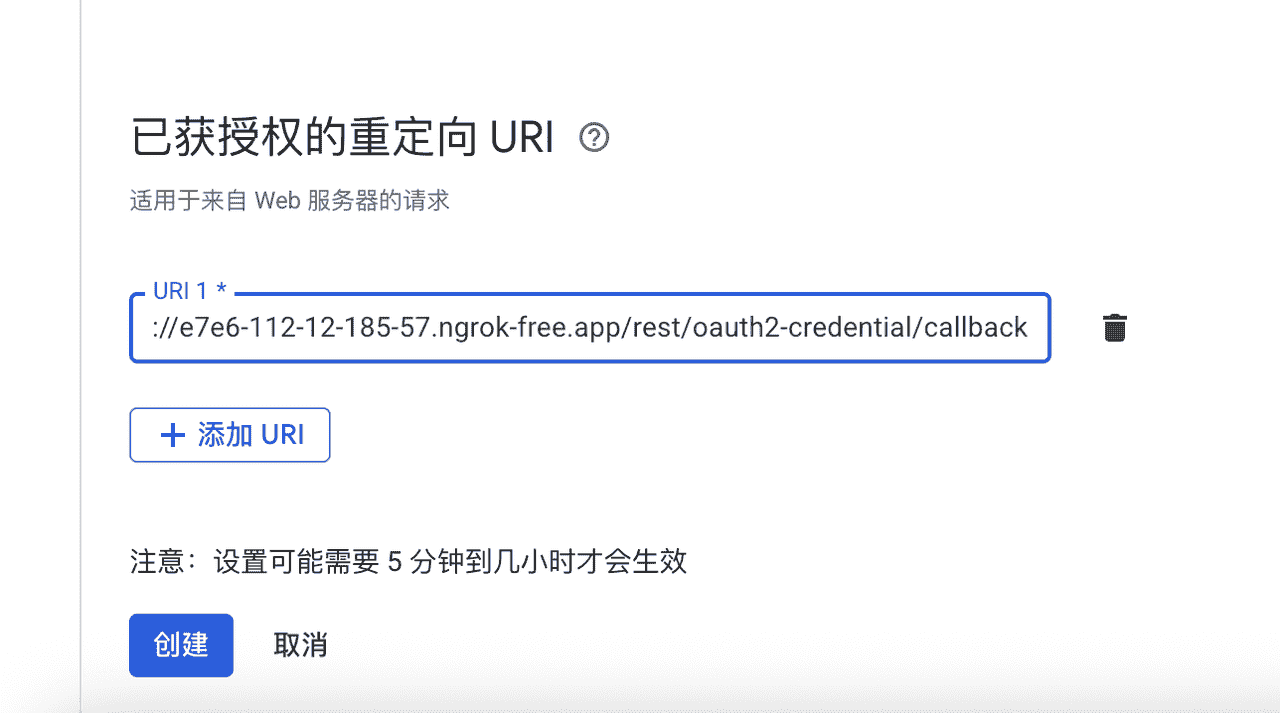 已获授权的重定向 URI
适用于来自 Web 服务器的请求
URI 1 *
://e7e6-112-12-185-57.ngrok-free.app/rest/oauth2-credential/callback
添加 URI
注意：设置可能需要 5 分钟到几小时才会生效
创建 取消